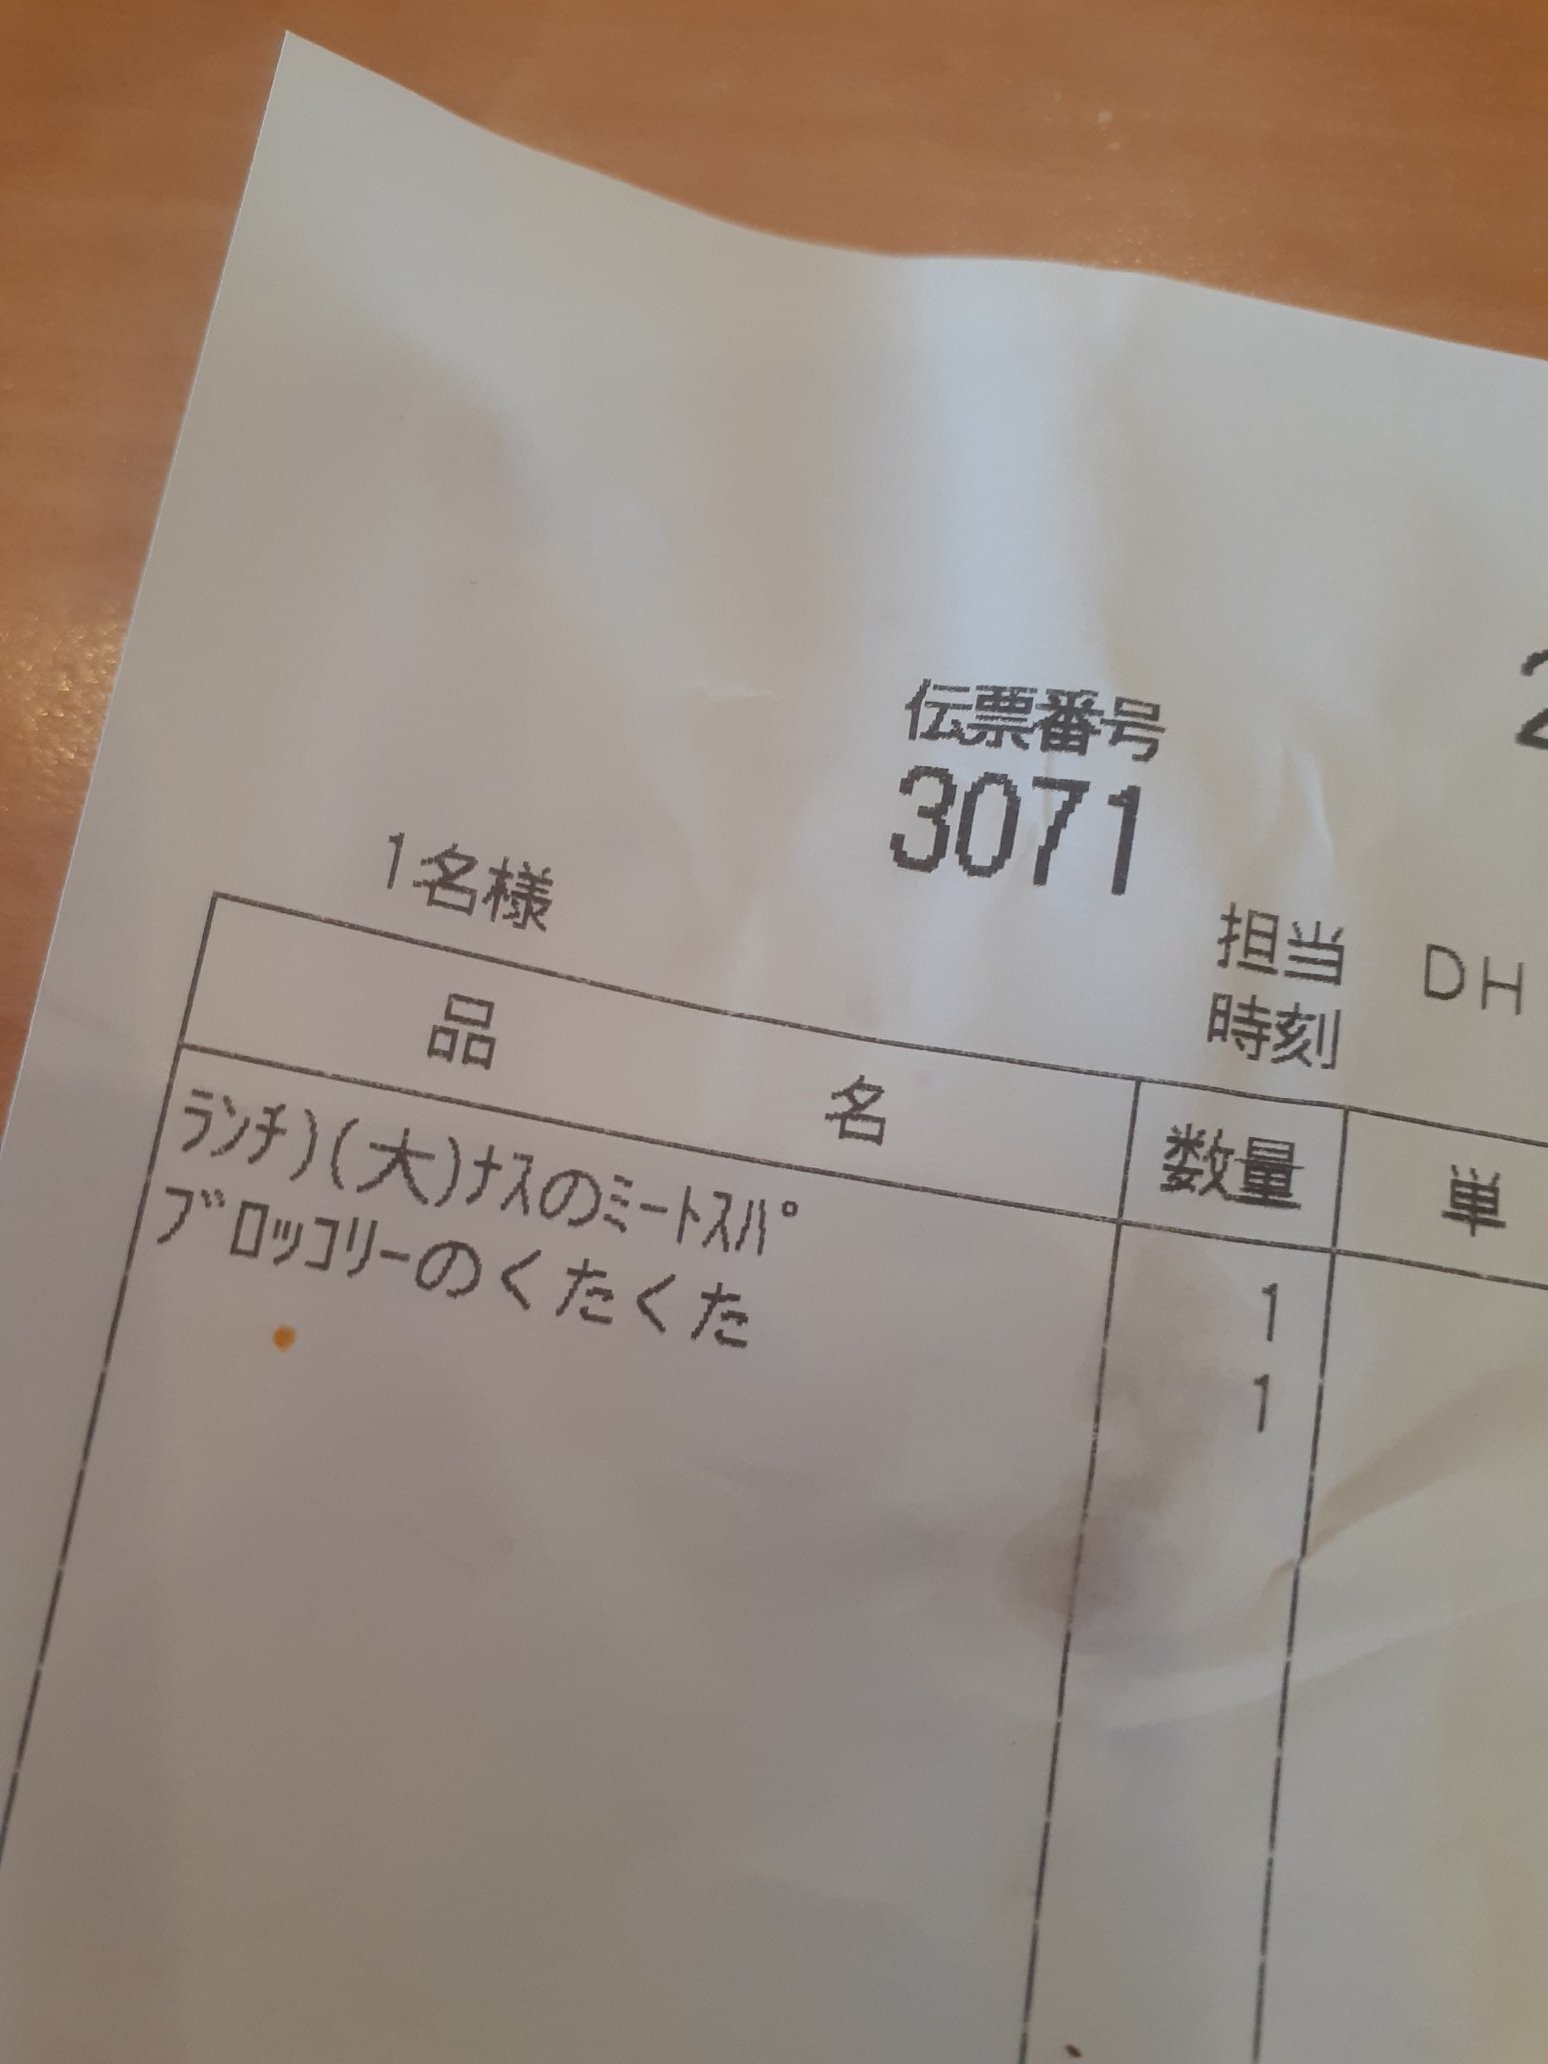 2
伝票番号
3071
1名様
担当 DH
時刻
品 名 数量 単
ﾗﾝﾁ)(大)ﾅｽのﾐｰﾄｽﾊﾟ 1
ﾌﾞﾛｯｺﾘｰのくたくた 1